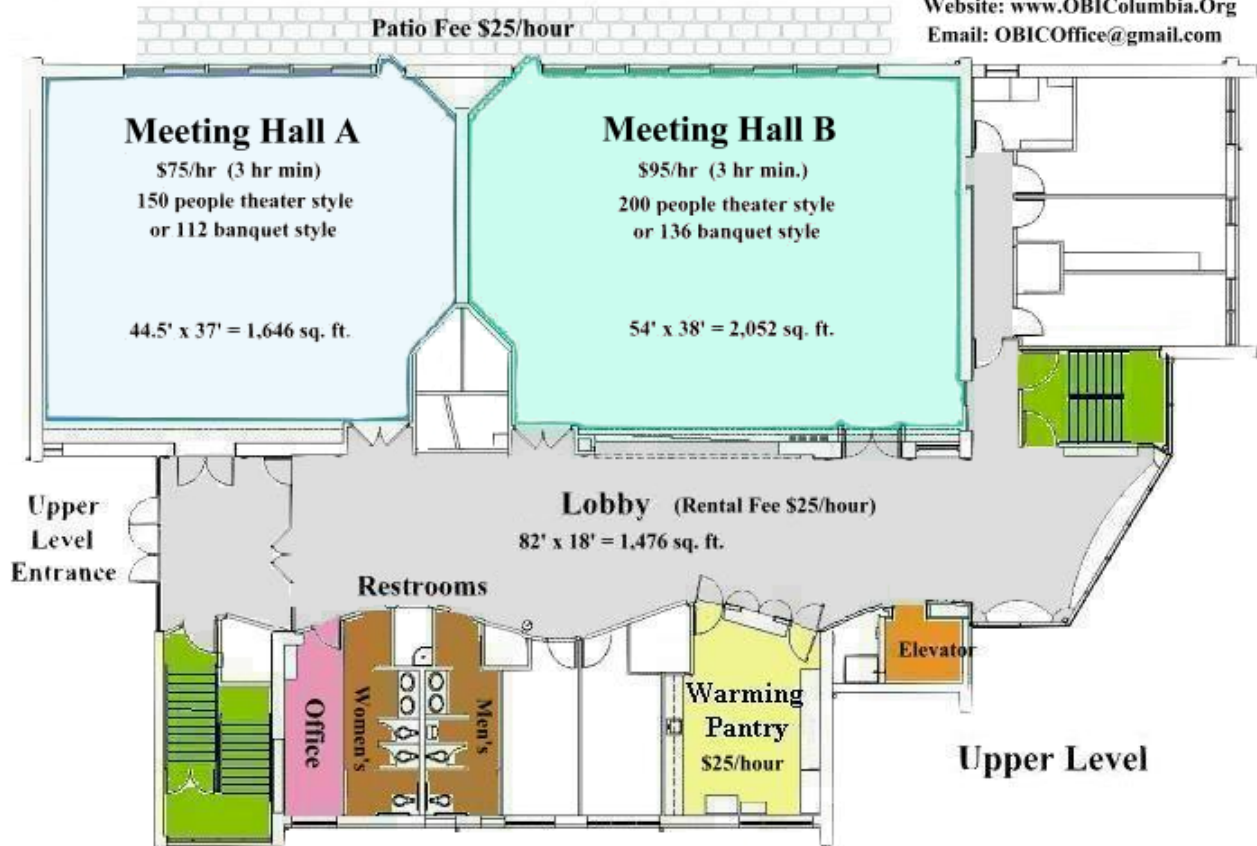 Website: www.OBIColumbia.Org
Email: OBICOffice@gmail.com
Patio Fee $25/hour
Meeting Hall A
$75/hr (3 hr min)
150 people theater style
or 112 banquet style
44.5' x 37' = 1,646 sq. ft.
Meeting Hall B
$95/hr (3 hr min.)
200 people theater style
or 136 banquet style
54' x 38' = 2,052 sq. ft.
Upper
Level
Entrance
Lobby (Rental Fee $25/hour)
82' x 18' = 1,476 sq. ft.
Restrooms
Office
Women's
Men's
Warming
Pantry
$25/hour
Elevator
Upper Level